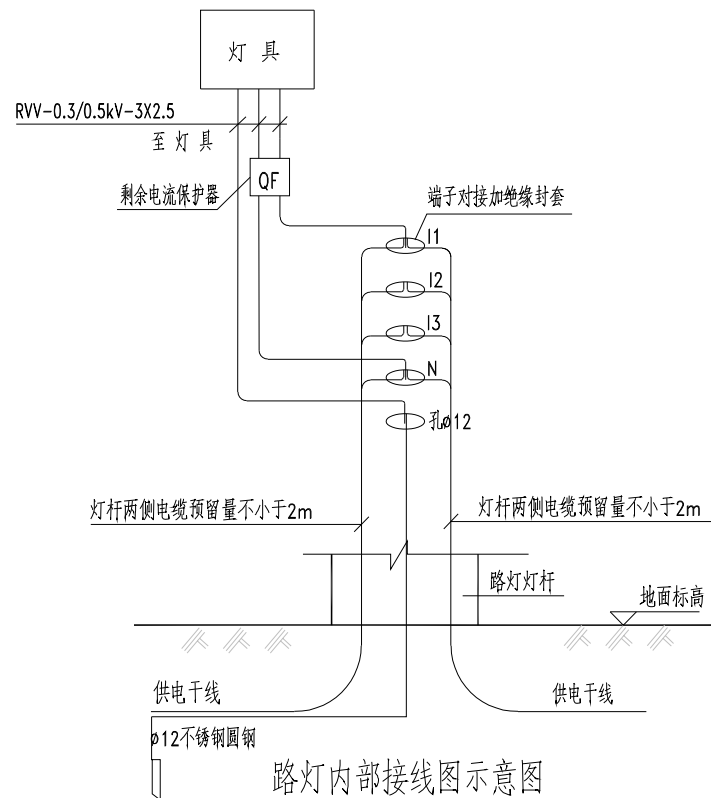 灯 具
RVV-0.3/0.5kV-3X2.5
至 灯 具
QF
剩余电流保护器
端子对接加绝缘封套
l1
l2
l3
N
孔ø12
灯杆两侧电缆预留量不小于2m
灯杆两侧电缆预留量不小于2m
路灯灯杆
地面标高
供电干线
供电干线
ø12不锈钢圆钢
路灯内部接线图示意图